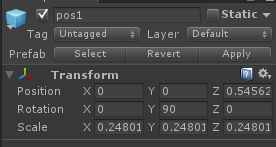 pos1 Static
Tag Untagged Layer Default
Prefab Select Revert Apply
Transform
Position X 0 Y 0 Z 0.54562
Rotation X 0 Y 90 Z 0
Scale X 0.24801 Y 0.24801 Z 0.24801